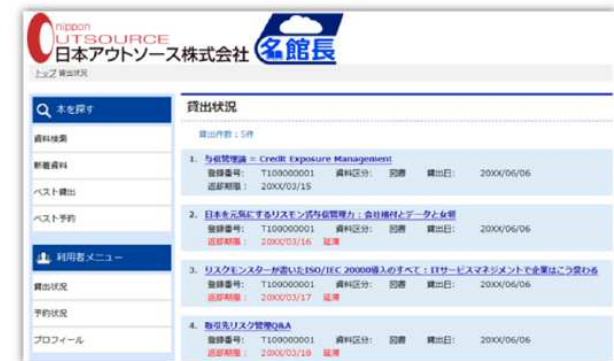 nippon
OUTSOURCE
日本アウトソース株式会社
名館長
トップ 貸出状況
本を探す
資料検索
新着資料
ベスト貸出
ベスト予約
利用者メニュー
貸出状況
予約状況
プロフィール
貸出状況
貸出件数：5件
1. 与信管理論 = Credit Exposure Management
登録番号： T100000001 資料区分： 図書 貸出日： 20XX/06/06
返却期限： 20XX/03/15
2. 日本を元気にするリスモン式与信管理力：会社格付とデータと女神
登録番号： T100000001 資料区分： 図書 貸出日： 20XX/06/06
返却期限： 20XX/03/16 延滞
3. リスクモンスターが書いたISO/IEC 20000導入のすべて：ITサービスマネジメントで企業はこう変わる
登録番号： T100000001 資料区分： 図書 貸出日： 20XX/06/06
返却期限： 20XX/03/17 延滞
4. 取引先リスク管理Q&A
登録番号： T100000001 資料区分： 図書 貸出日： 20XX/06/06
返却期限： 20XX/03/18 延滞